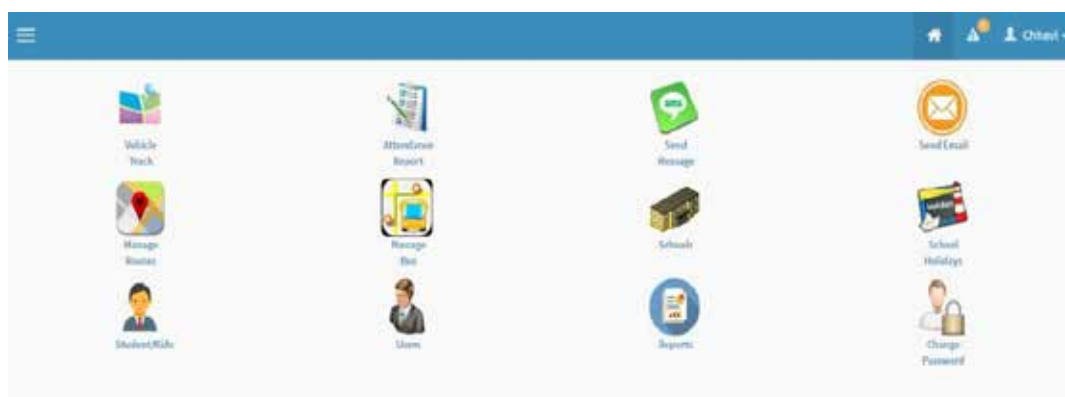 Chhavi
Vehicle
Track
Attendance
Report
sms
Send
Message
Send Email
Manage
Routes
Manage
Bus
Schools
School
Holidays
Student/Kids
Users
Reports
Change
Password